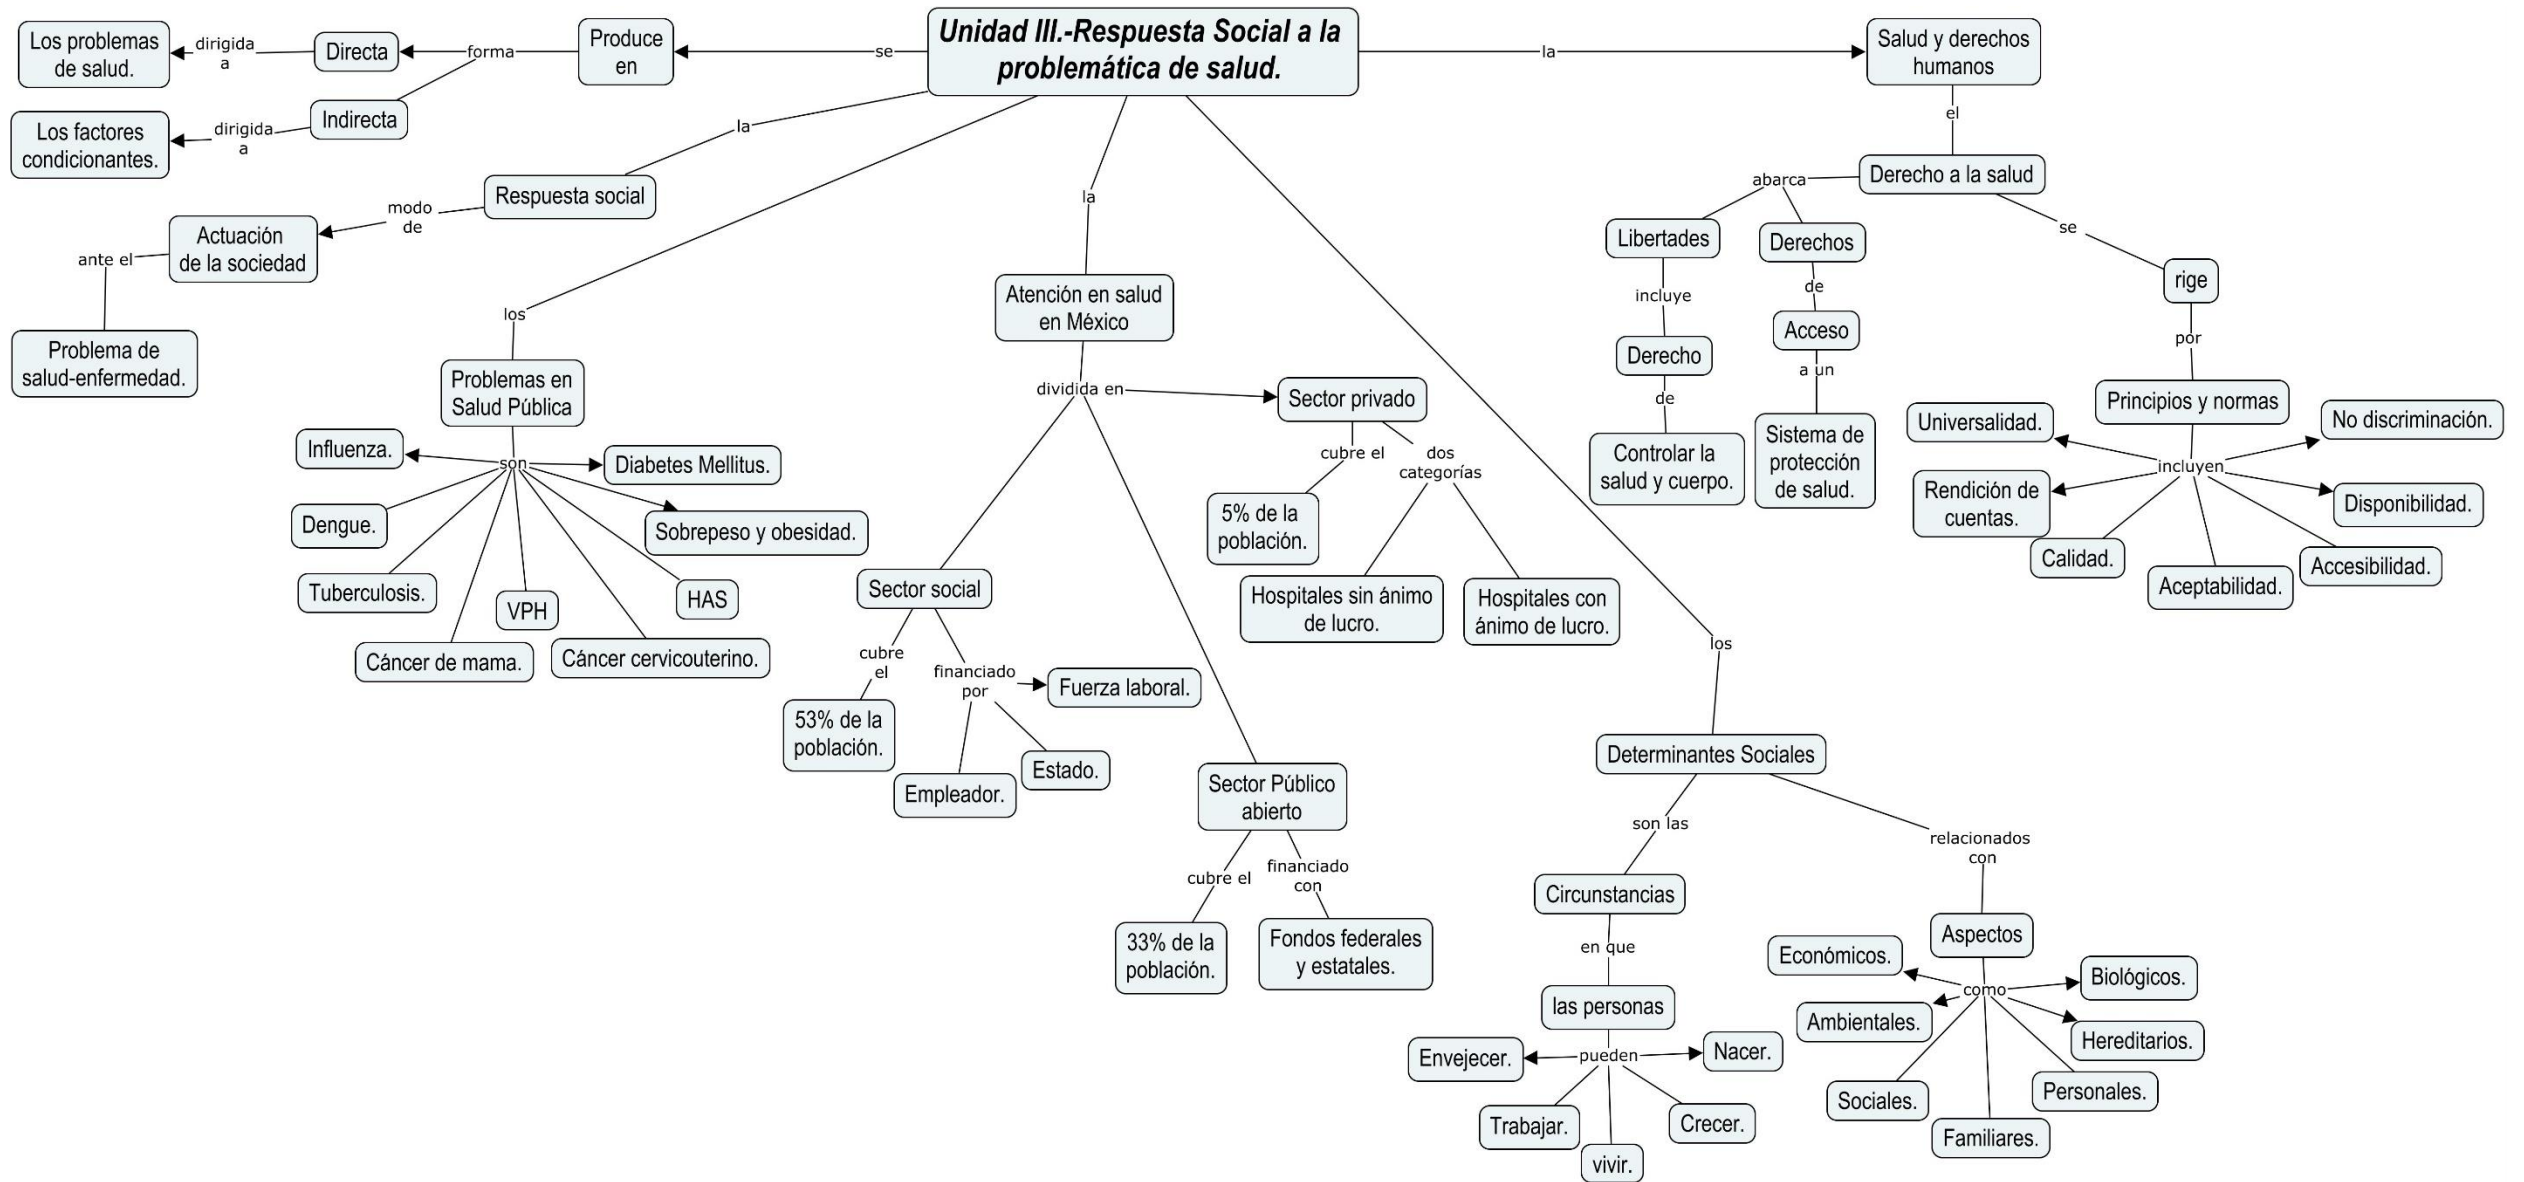 Unidad III.-Respuesta Social a la
problemática de salud.
se
Produce
en
forma
Directa
dirigida
a
Los problemas
de salud.
Indirecta
dirigida
a
Los factores
condicionantes.
la
Respuesta social
modo
de
Actuación
de la sociedad
ante el
Problema de
salud-enfermedad.
los
Problemas en
Salud Pública
son
Influenza.
Diabetes Mellitus.
Dengue.
Sobrepeso y obesidad.
Tuberculosis.
VPH
HAS
Cáncer de mama.
Cáncer cervicouterino.
la
Atención en salud
en México
dividida en
Sector privado
cubre el
5% de la
población.
dos
categorías
Hospitales sin ánimo
de lucro.
Hospitales con
ánimo de lucro.
Sector social
cubre
el
53% de la
población.
financiado
por
Fuerza laboral.
Empleador.
Estado.
Sector Público
abierto
cubre el
33% de la
población.
financiado
con
Fondos federales
y estatales.
los
Determinantes Sociales
son las
Circunstancias
en que
las personas
pueden
Envejecer.
Nacer.
Trabajar.
vivir.
Crecer.
relacionados
con
Aspectos
como
Económicos.
Biológicos.
Ambientales.
Hereditarios.
Sociales.
Familiares.
Personales.
la
Salud y derechos
humanos
el
Derecho a la salud
abarca
Libertades
incluye
Derecho
de
Controlar la
salud y cuerpo.
Derechos
de
Acceso
a un
Sistema de
protección
de salud.
se
rige
por
Principios y normas
incluyen
Universalidad.
No discriminación.
Rendición de
cuentas.
Disponibilidad.
Calidad.
Aceptabilidad.
Accesibilidad.